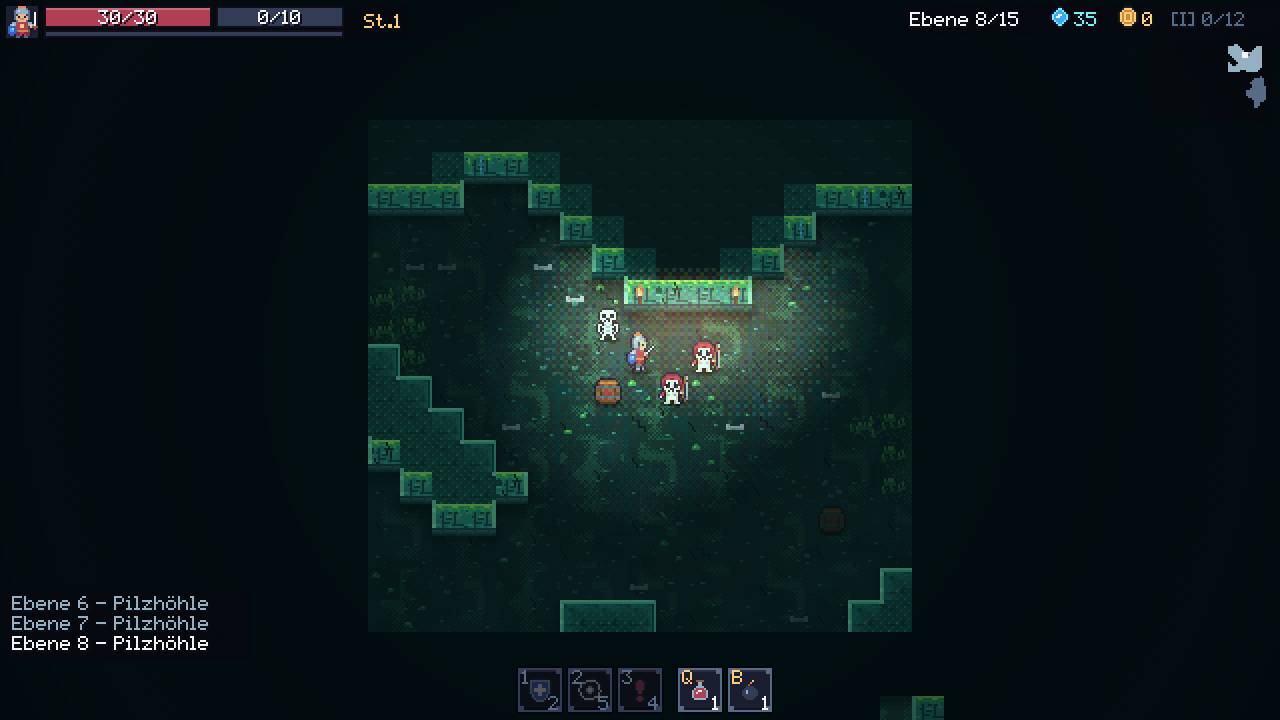 30/30
0/10
St.1
Ebene 8/15
35
0
[I] 0/12
Ebene 6 – Pilzhöhle
Ebene 7 – Pilzhöhle
Ebene 8 – Pilzhöhle
1 2
2 5
3 4
Q 1
B 1